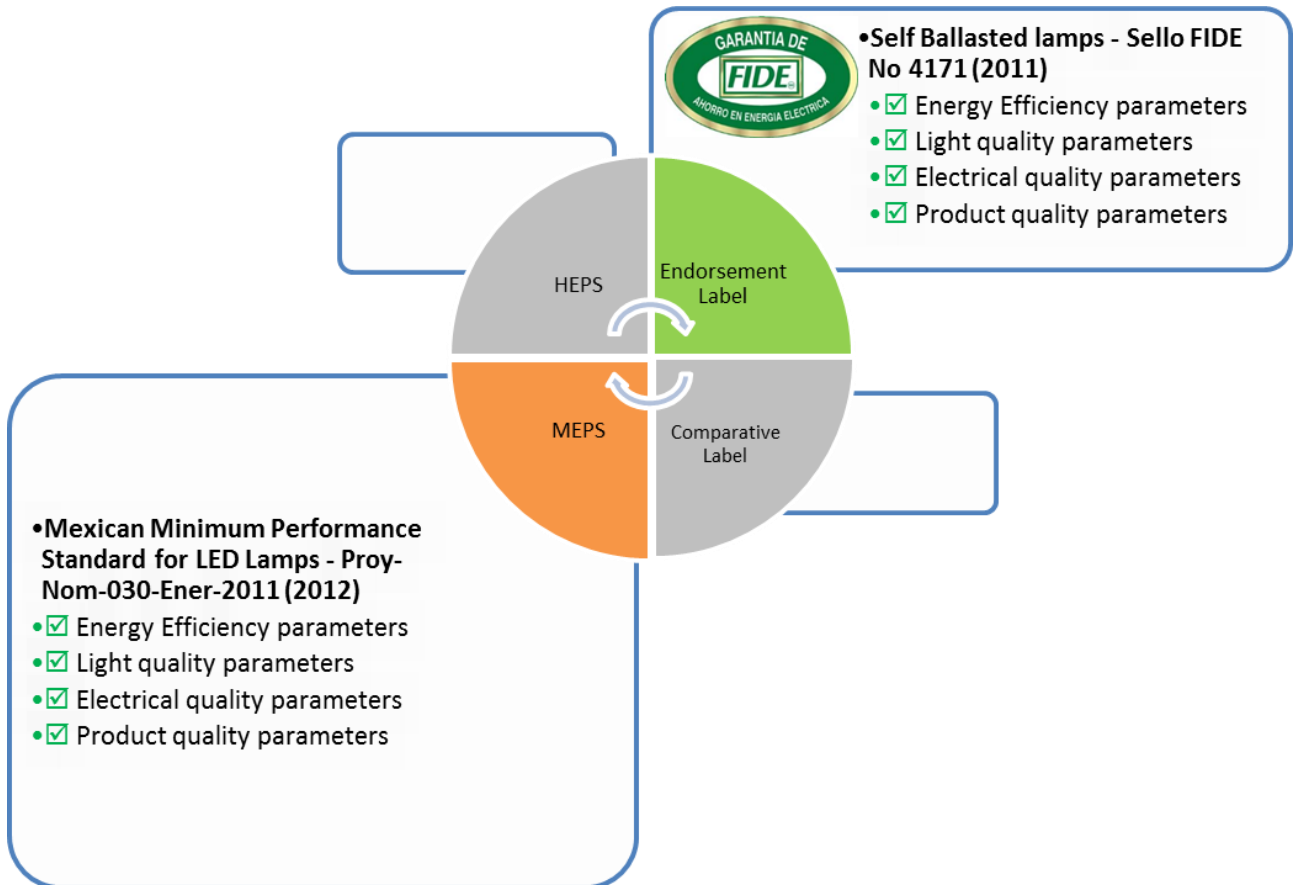 GARANTIA DE
FIDE
AHORRO EN ENERGIA ELECTRICA
•Self Ballasted lamps - Sello FIDE
No 4171 (2011)
•☑ Energy Efficiency parameters
•☑ Light quality parameters
•☑ Electrical quality parameters
•☑ Product quality parameters
HEPS
Endorsement
Label
MEPS
Comparative
Label
•Mexican Minimum Performance
Standard for LED Lamps - Proy-
Nom-030-Ener-2011 (2012)
•☑ Energy Efficiency parameters
•☑ Light quality parameters
•☑ Electrical quality parameters
•☑ Product quality parameters